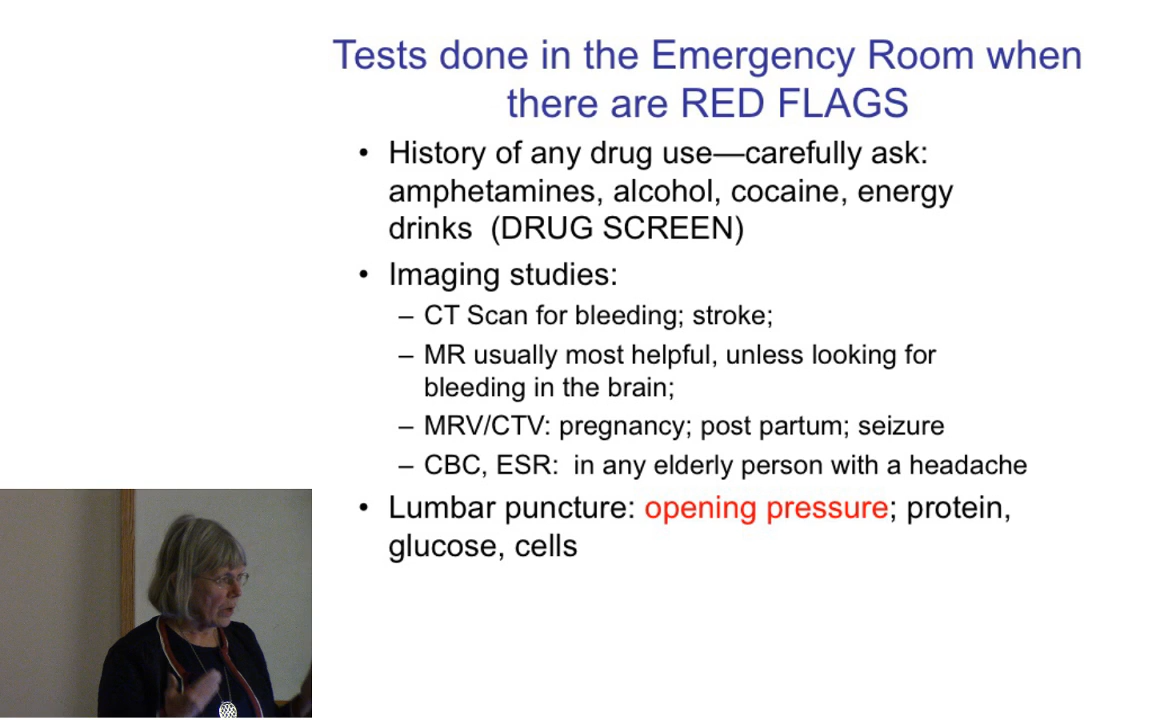 Tests done in the Emergency Room when
there are RED FLAGS
• History of any drug use—carefully ask:
amphetamines, alcohol, cocaine, energy
drinks  (DRUG SCREEN)
• Imaging studies:
– CT Scan for bleeding; stroke;
– MR usually most helpful, unless looking for
bleeding in the brain;
– MRV/CTV: pregnancy; post partum; seizure
– CBC, ESR:  in any elderly person with a headache
• Lumbar puncture: opening pressure; protein,
glucose, cells